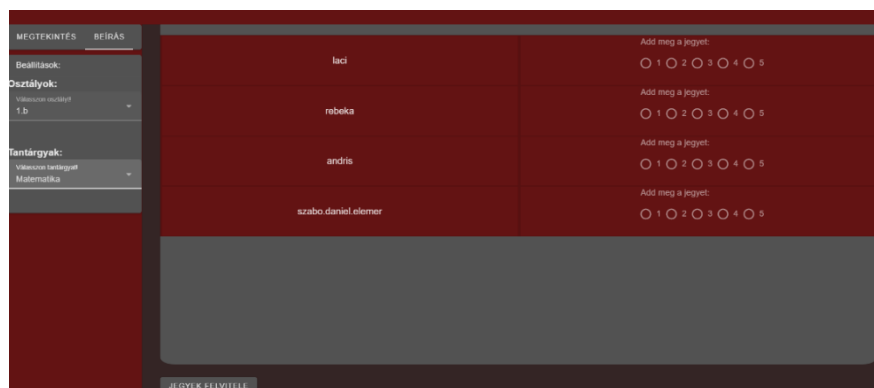 MEGTEKINTÉS BEÍRÁS
Beállítások:
Osztályok:
Válasszon osztályt!
1.b
Tantárgyak:
Válasszon tantárgyat!
Matematika
Add meg a jegyet:
laci
1 2 3 4 5
Add meg a jegyet:
rebeka
1 2 3 4 5
Add meg a jegyet:
andris
1 2 3 4 5
Add meg a jegyet:
szabo.daniel.elemer
1 2 3 4 5
JEGYEK FELVITELE